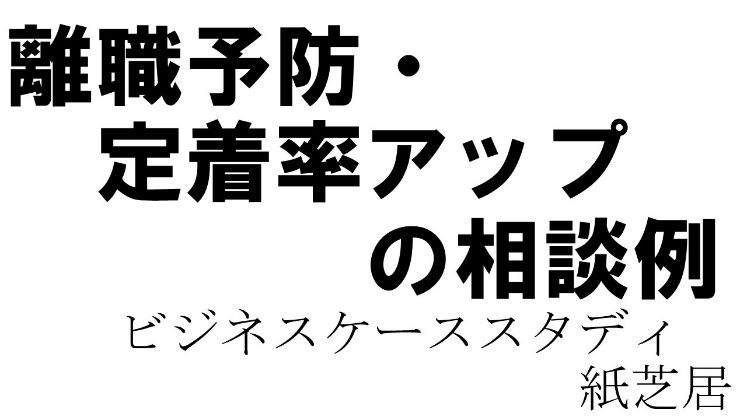 離職予防・
定着率アップ
の相談例
ビジネスケーススタディ
紙芝居